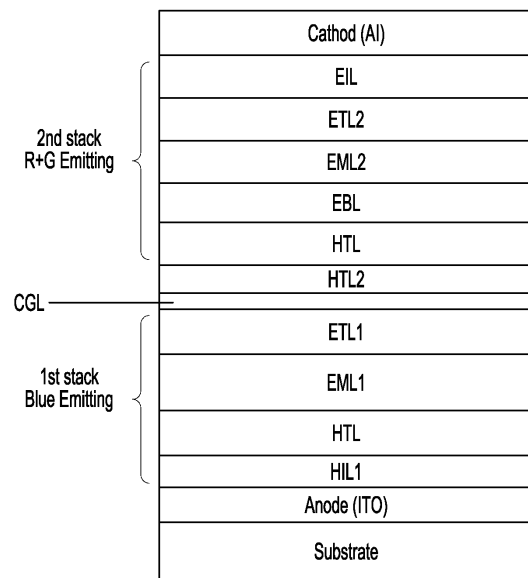 Cathod (Al)
EIL
ETL2
2nd stack
R+G Emitting
EML2
EBL
HTL
HTL2
CGL
ETL1
1st stack
Blue Emitting
EML1
HTL
HIL1
Anode (ITO)
Substrate